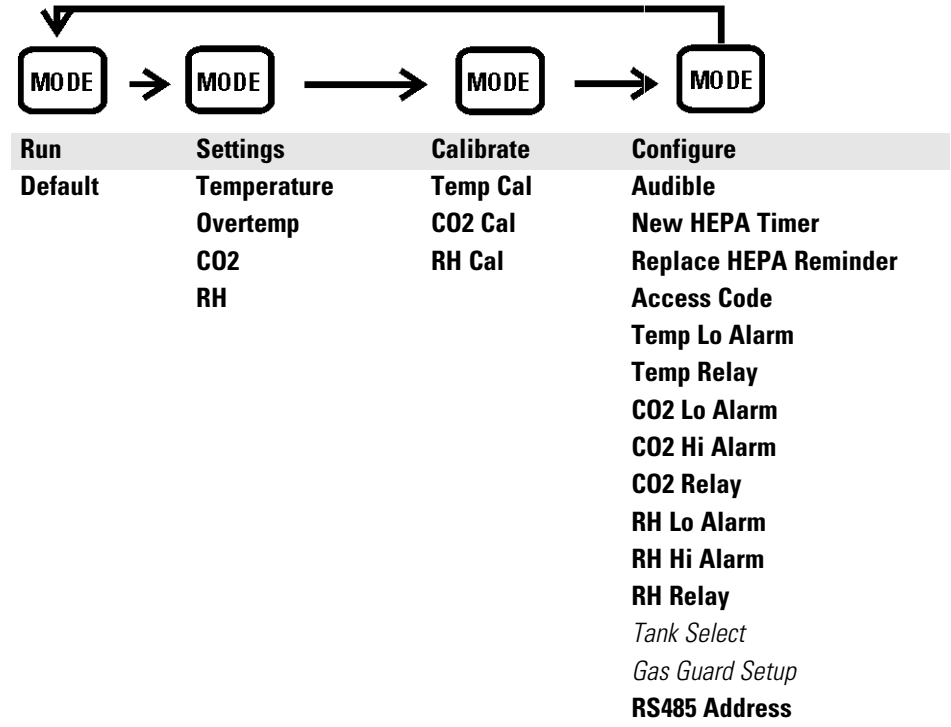 MODE MODE MODE MODE
Run Settings Calibrate Configure
Default Temperature Temp Cal Audible
Overtemp CO2 Cal New HEPA Timer
CO2 RH Cal Replace HEPA Reminder
RH Access Code
Temp Lo Alarm
Temp Relay
CO2 Lo Alarm
CO2 Hi Alarm
CO2 Relay
RH Lo Alarm
RH Hi Alarm
RH Relay
Tank Select
Gas Guard Setup
RS485 Address